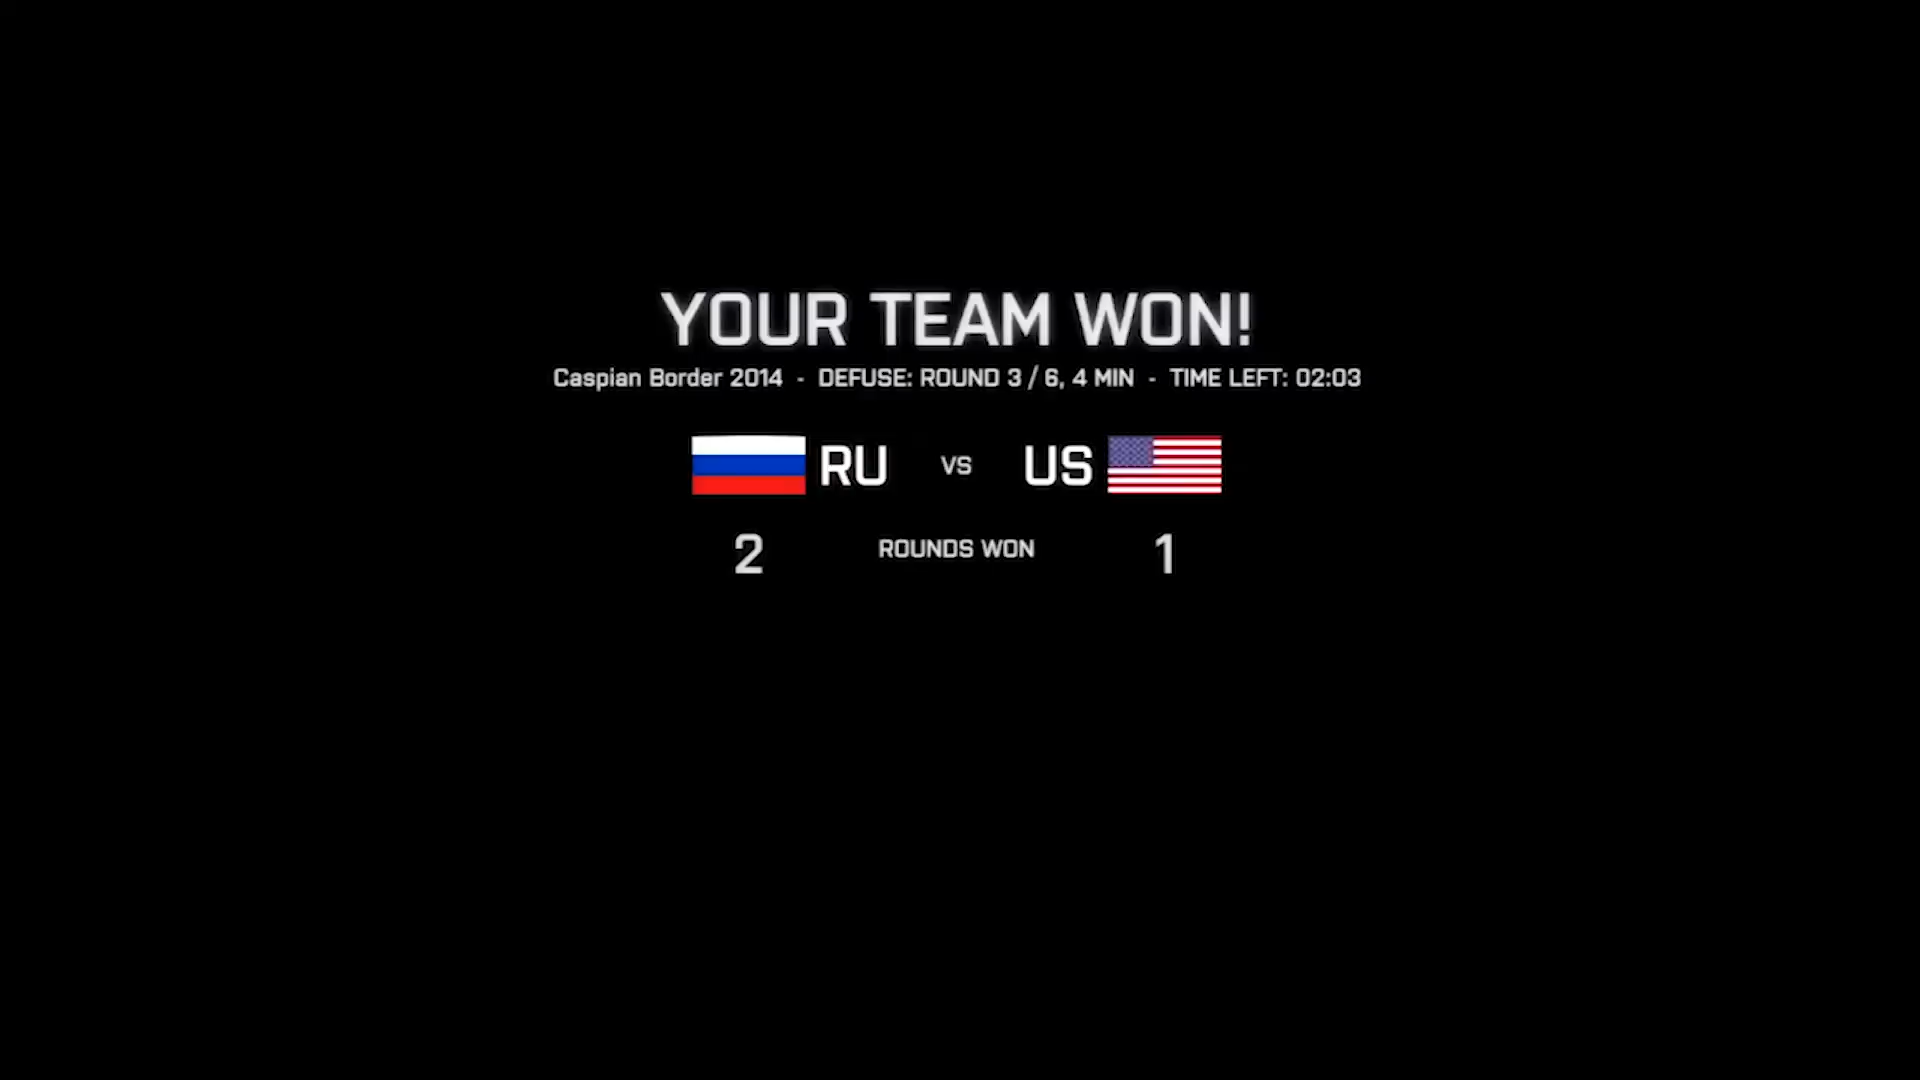 YOUR TEAM WON!
Caspian Border 2014 - DEFUSE: ROUND 3 / 6, 4 MIN - TIME LEFT: 02:03
RU vs US
2 ROUNDS WON 1